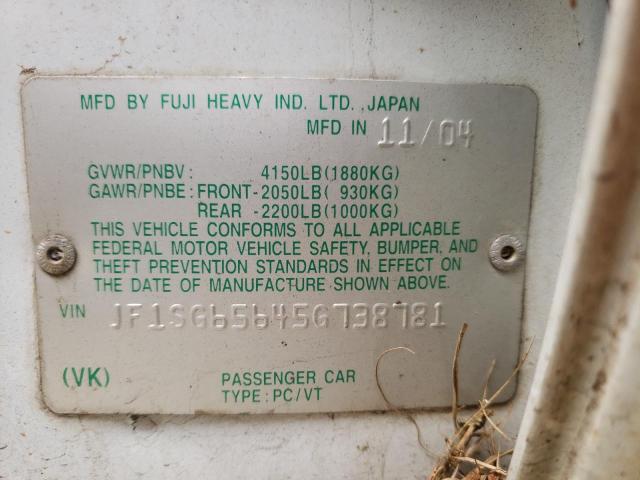 MFD BY FUJI HEAVY IND. LTD., JAPAN
MFD IN 11/04
GVWR/PNBV: 4150LB(1880KG)
GAWR/PNBE: FRONT-2050LB( 930KG)
REAR -2200LB(1000KG)
THIS VEHICLE CONFORMS TO ALL APPLICABLE
FEDERAL MOTOR VEHICLE SAFETY, BUMPER, AND
THEFT PREVENTION STANDARDS IN EFFECT ON
THE DATE OF MANUFACTURE SHOWN ABOVE.
VIN JF1SG65645G738781
(VK) PASSENGER CAR
TYPE: PC/VT